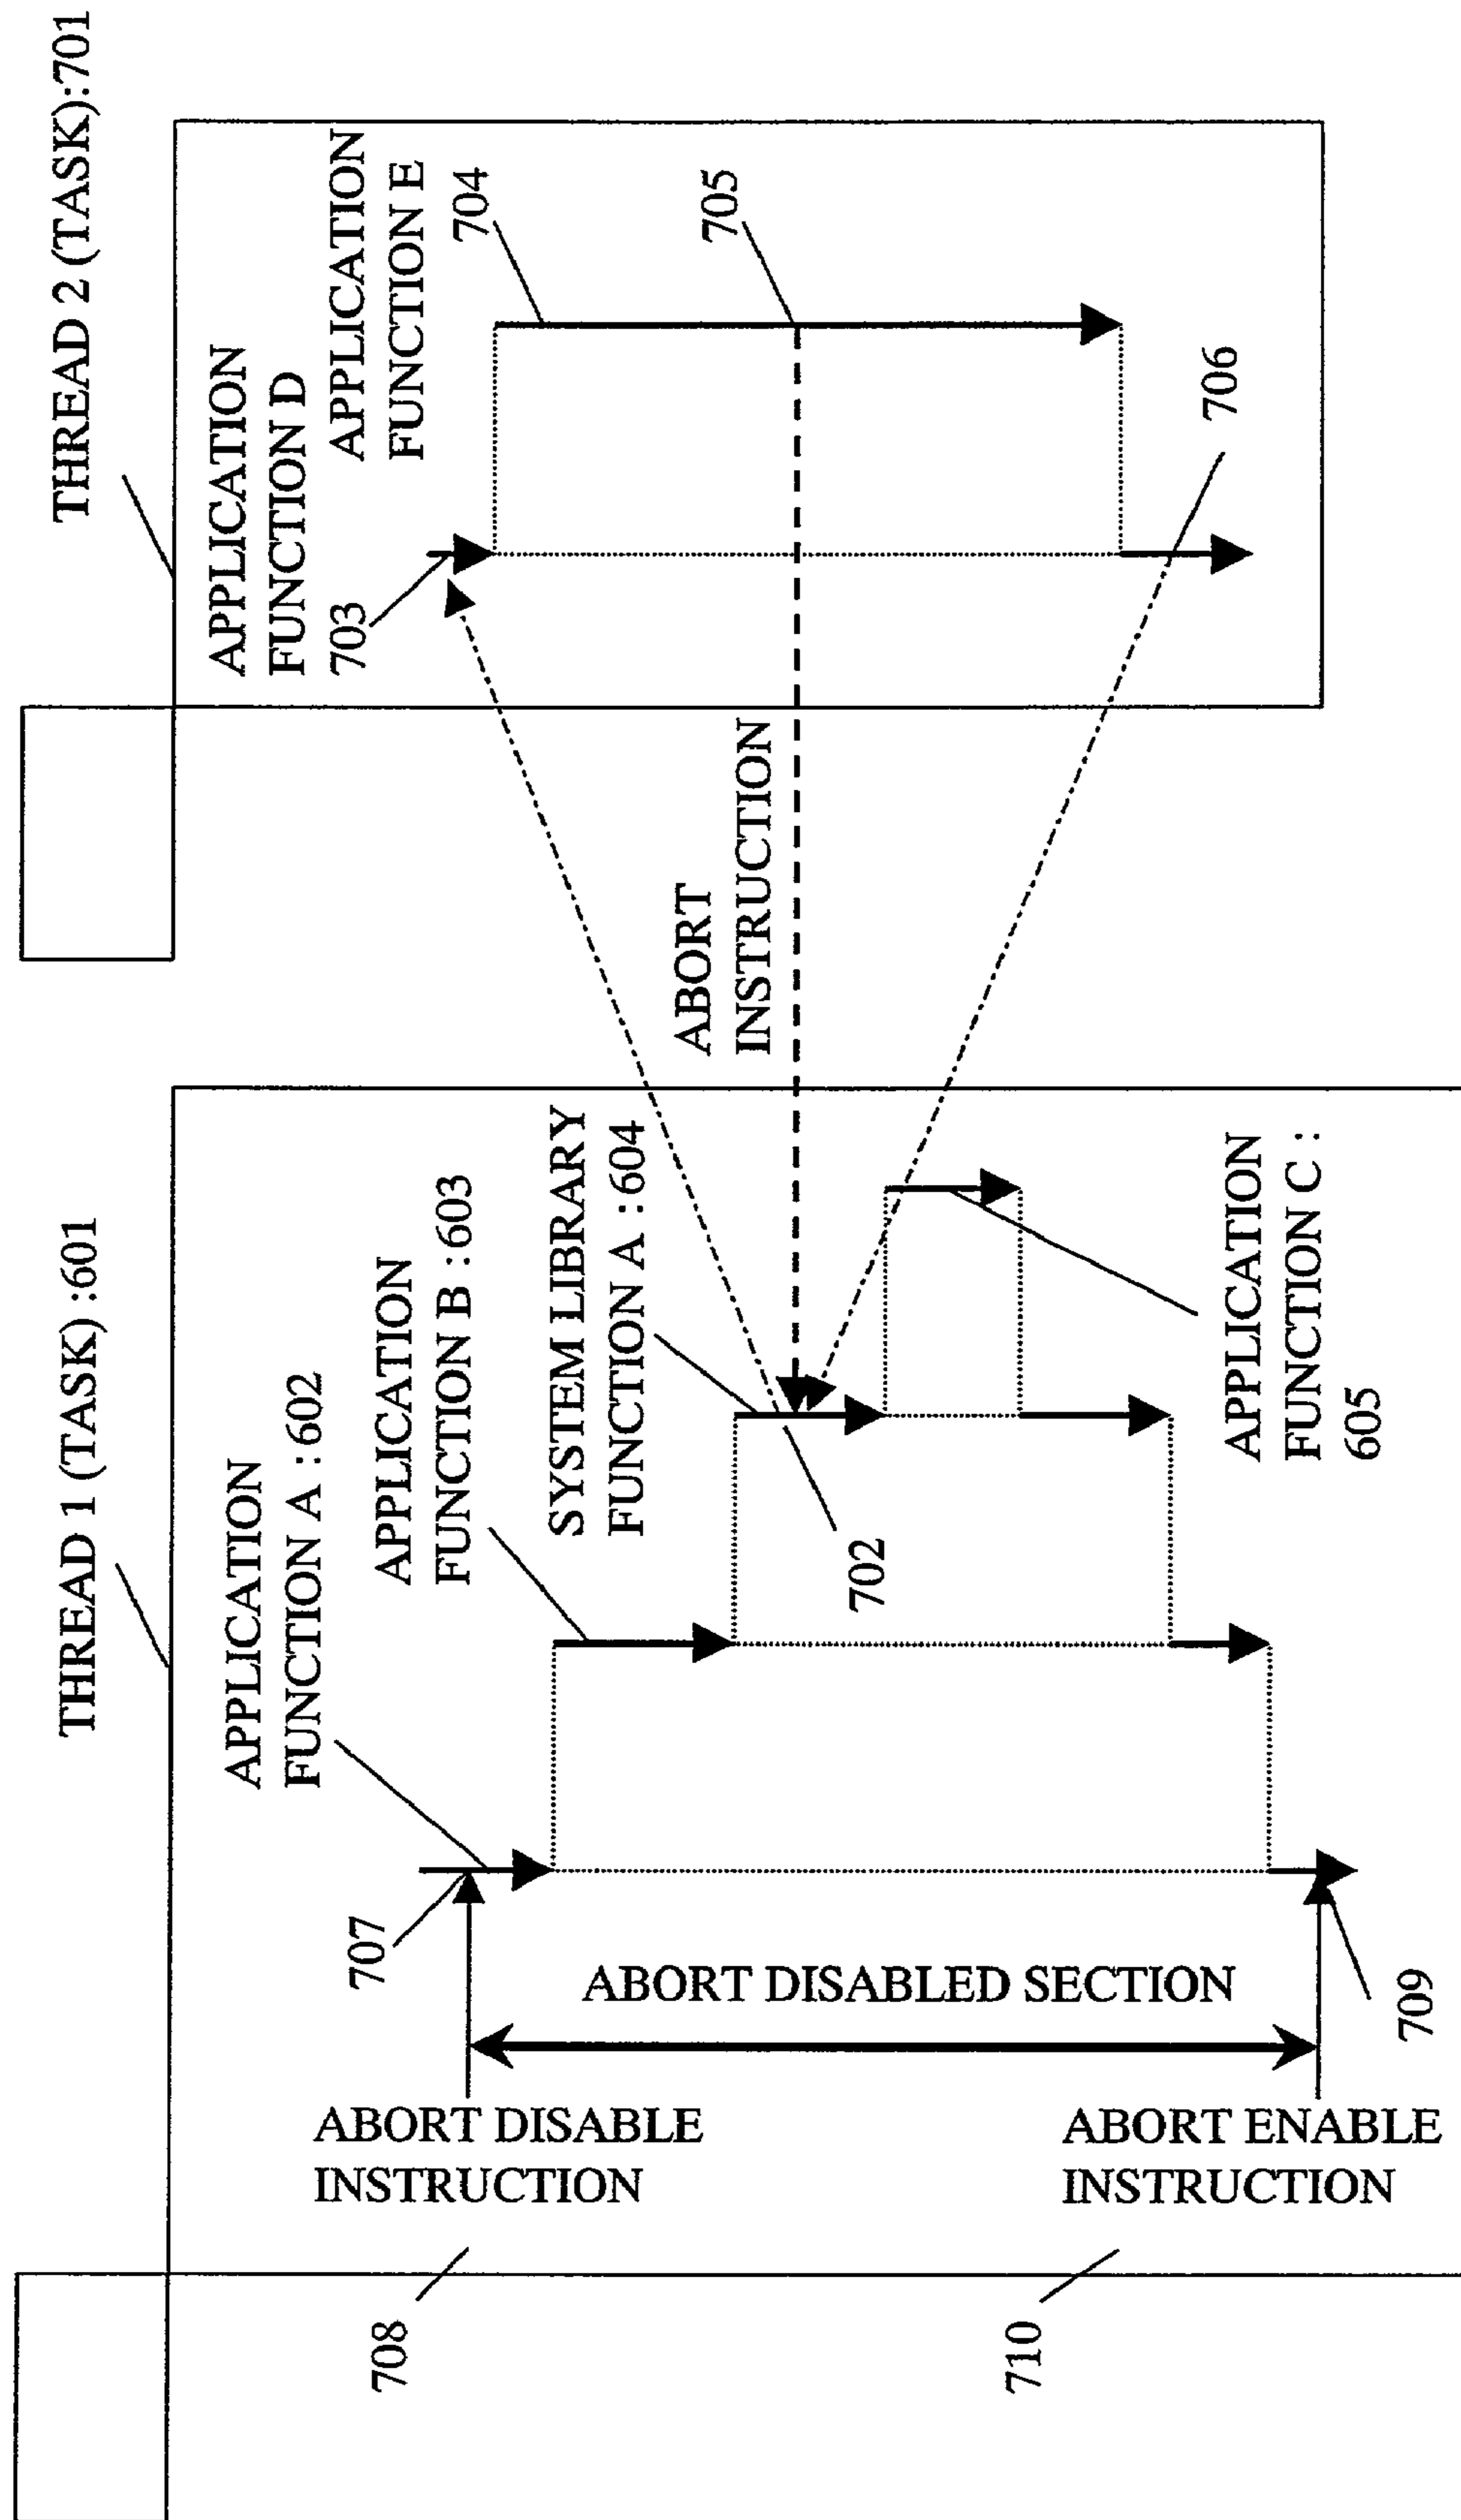 THREAD 1 (TASK) :601
APPLICATION
FUNCTION A :602
APPLICATION
FUNCTION B :603
SYSTEM LIBRARY
FUNCTION A :604
702
APPLICATION
FUNCTION C :
605
707
ABORT DISABLED SECTION
709
ABORT DISABLE
INSTRUCTION
708
ABORT ENABLE
INSTRUCTION
710
ABORT
INSTRUCTION
THREAD 2 (TASK):701
APPLICATION
FUNCTION D
703
APPLICATION
FUNCTION E
704
705
706